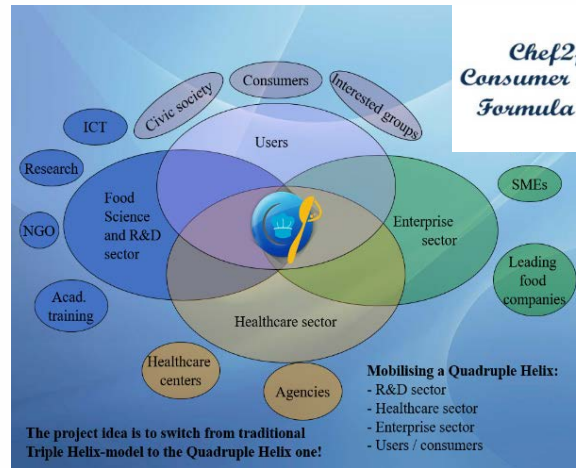 Consumer
Formula
Civic society
Consumers
Interested groups
ICT
Users
Research
SMEs
Food
Science
and R&D
sector
Enterprise
sector
NGO
Leading
food
companies
Acad.
training
Healthcare sector
Healthcare
centers
Agencies
Mobilising a Quadruple Helix:
- R&D sector
- Healthcare sector
- Enterprise sector
- Users / consumers
The project idea is to switch from traditional
Triple Helix-model to the Quadruple Helix one!